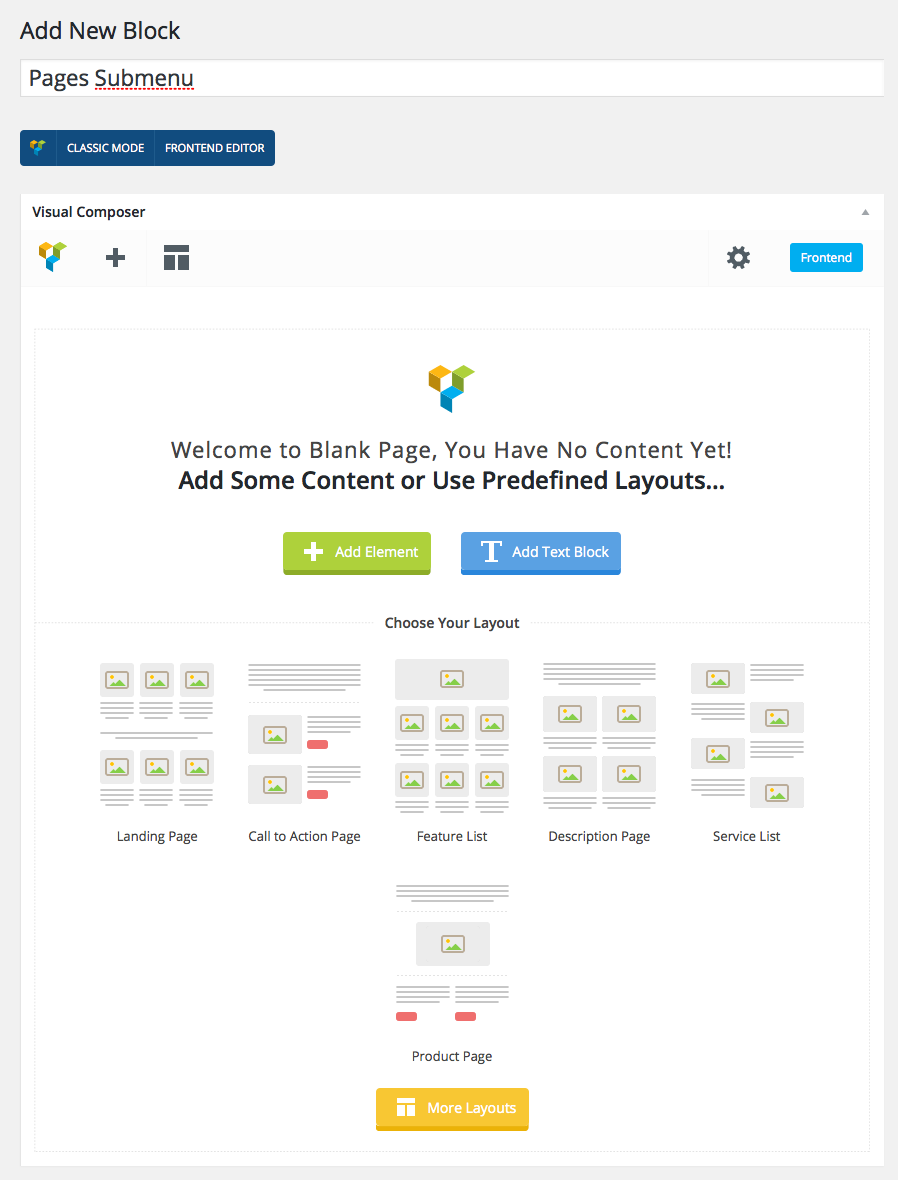 Add New Block
Pages Submenu
CLASSIC MODE FRONTEND EDITOR
Visual Composer
Frontend
Welcome to Blank Page, You Have No Content Yet!
Add Some Content or Use Predefined Layouts...
Add Element Add Text Block
Choose Your Layout
Landing Page Call to Action Page Feature List Description Page Service List
Product Page
More Layouts